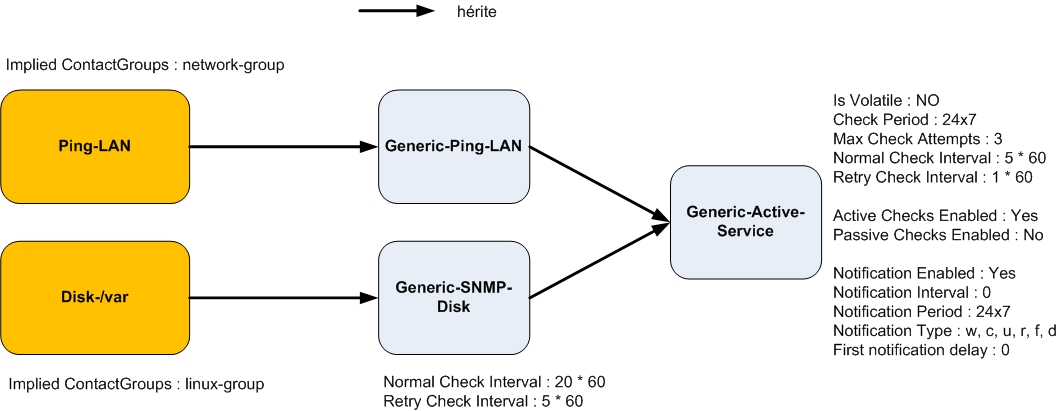 hérite
Implied ContactGroups : network-group
Ping-LAN
Generic-Ping-LAN
Disk-/var
Generic-SNMP-
Disk
Implied ContactGroups : linux-group
Normal Check Interval : 20 * 60
Retry Check Interval : 5 * 60
Generic-Active-
Service
Is Volatile : NO
Check Period : 24x7
Max Check Attempts : 3
Normal Check Interval : 5 * 60
Retry Check Interval : 1 * 60
Active Checks Enabled : Yes
Passive Checks Enabled : No
Notification Enabled : Yes
Notification Interval : 0
Notification Period : 24x7
Notification Type : w, c, u, r, f, d
First notification delay : 0